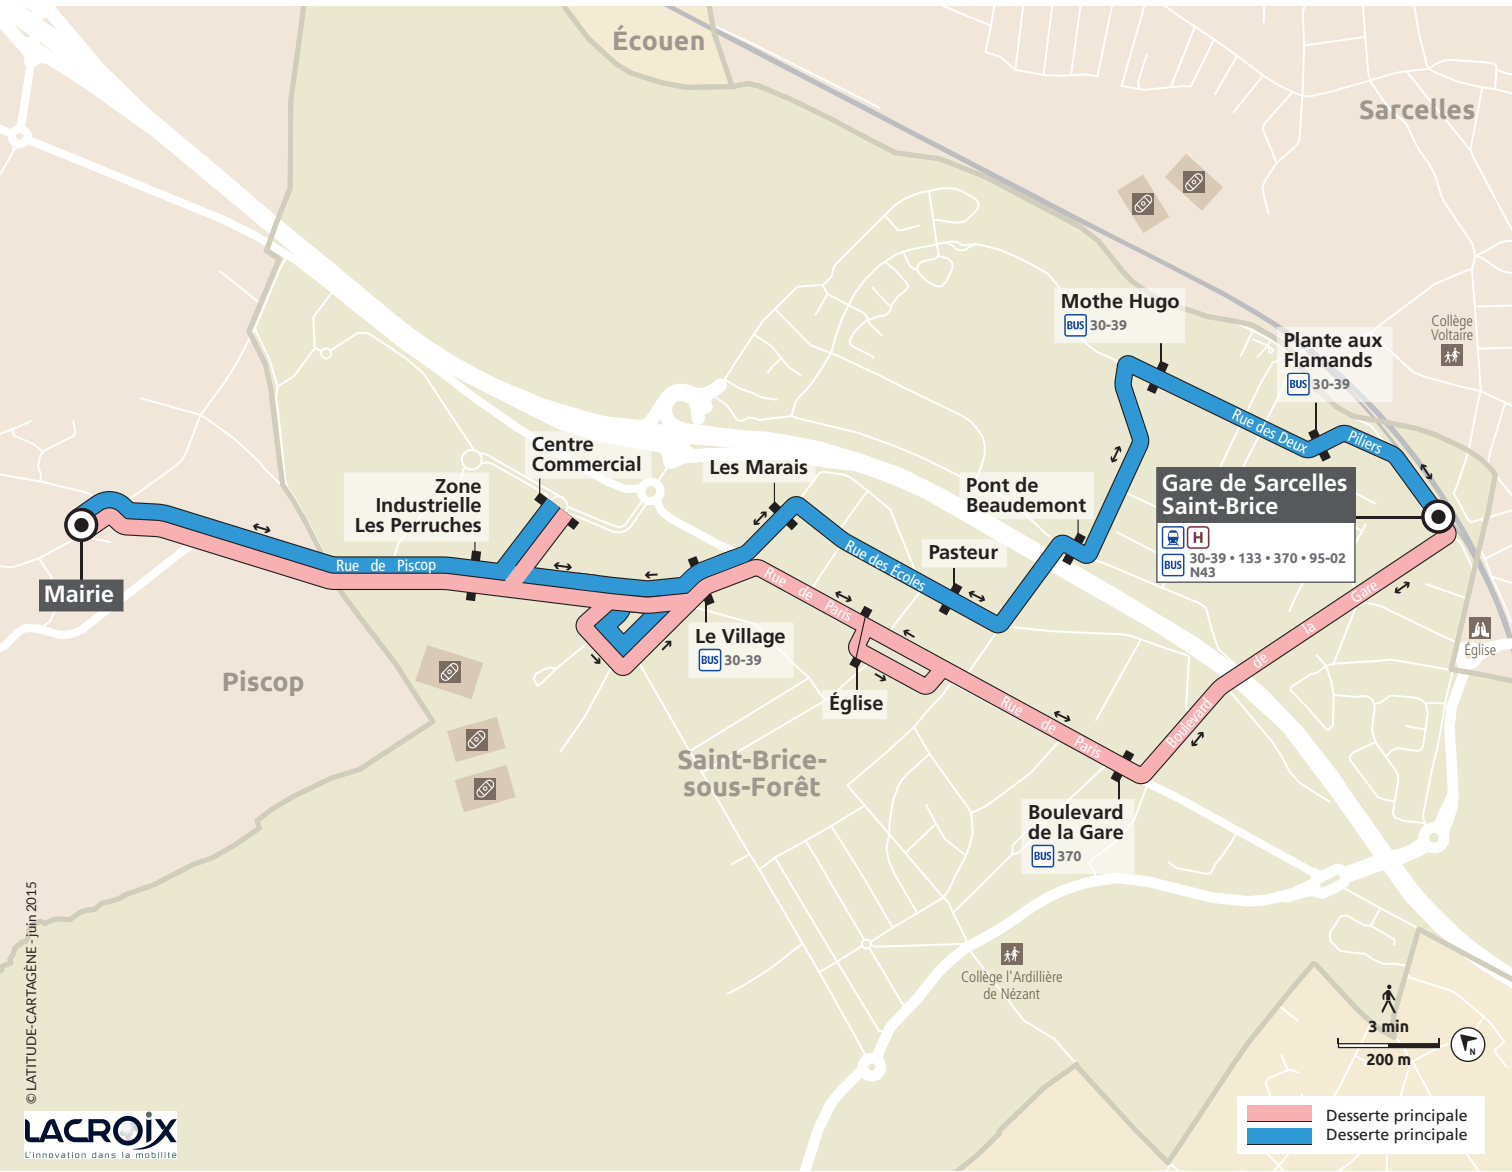 Écouen
Sarcelles
Mothe Hugo
BUS 30-39
Collège
Voltaire
Plante aux
Flamands
BUS 30-39
Rue des Deux
Piliers
Centre
Commercial
Les Marais
Zone
Industrielle
Les Perruches
Pont de
Beaudemont
Gare de Sarcelles
Saint-Brice
H
BUS 30-39 • 133 • 370 • 95-02
N43
Rue de Piscop
Rue des Écoles
Pasteur
Mairie
Rue de Paris
Le Village
BUS 30-39
Église
Boulevard de la Gare
Église
Piscop
Rue de Paris
Saint-Brice-
sous-Forêt
Boulevard
de la Gare
BUS 370
Collège l'Ardillière
de Nézant
3 min
200 m
N
© LATITUDE-CARTAGÈNE - juin 2015
LACROIX
L'innovation dans la mobilité
Desserte principale
Desserte principale